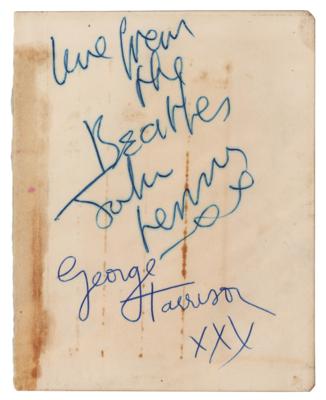 love from
the
Beatles
John
Lennon
George
Harrison
XXX